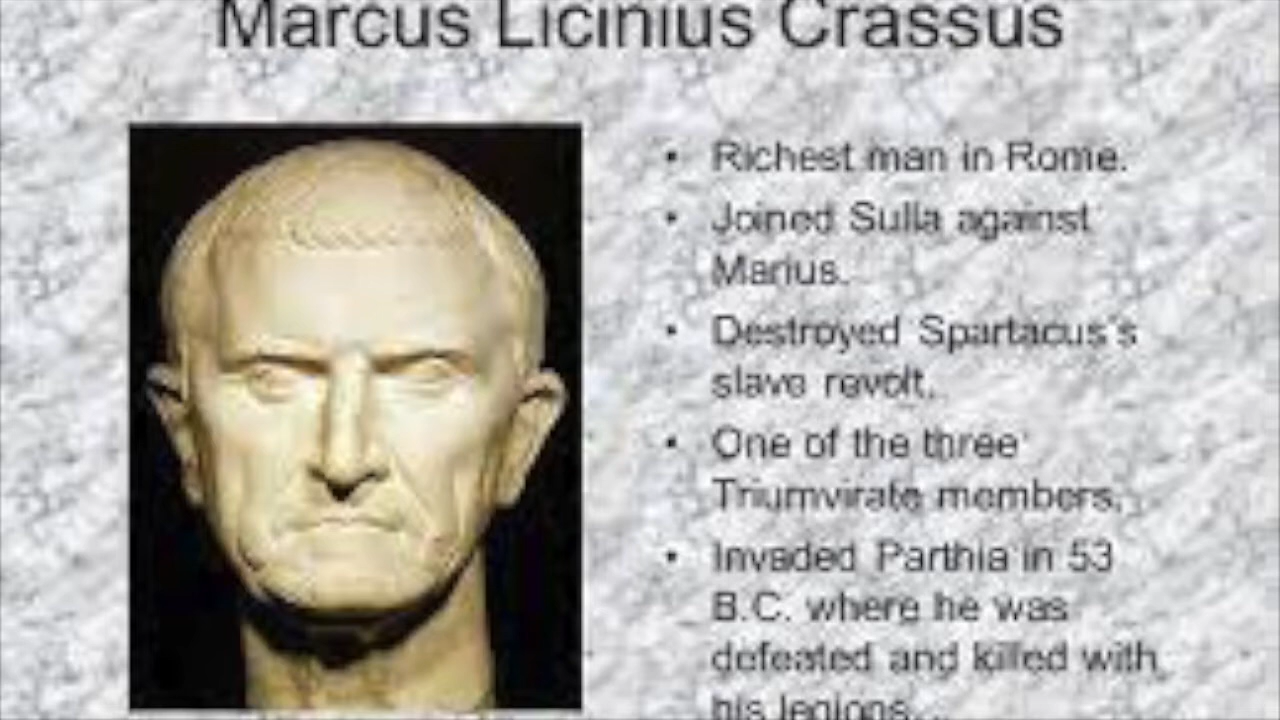 Marcus Licinius Crassus
• Richest man in Rome.
• Joined Sulla against
Marius.
• Destroyed Spartacus's
slave revolt.
• One of the three
Triumvirate members.
• Invaded Parthia in 53
B.C. where he was
defeated and killed with
his legions.